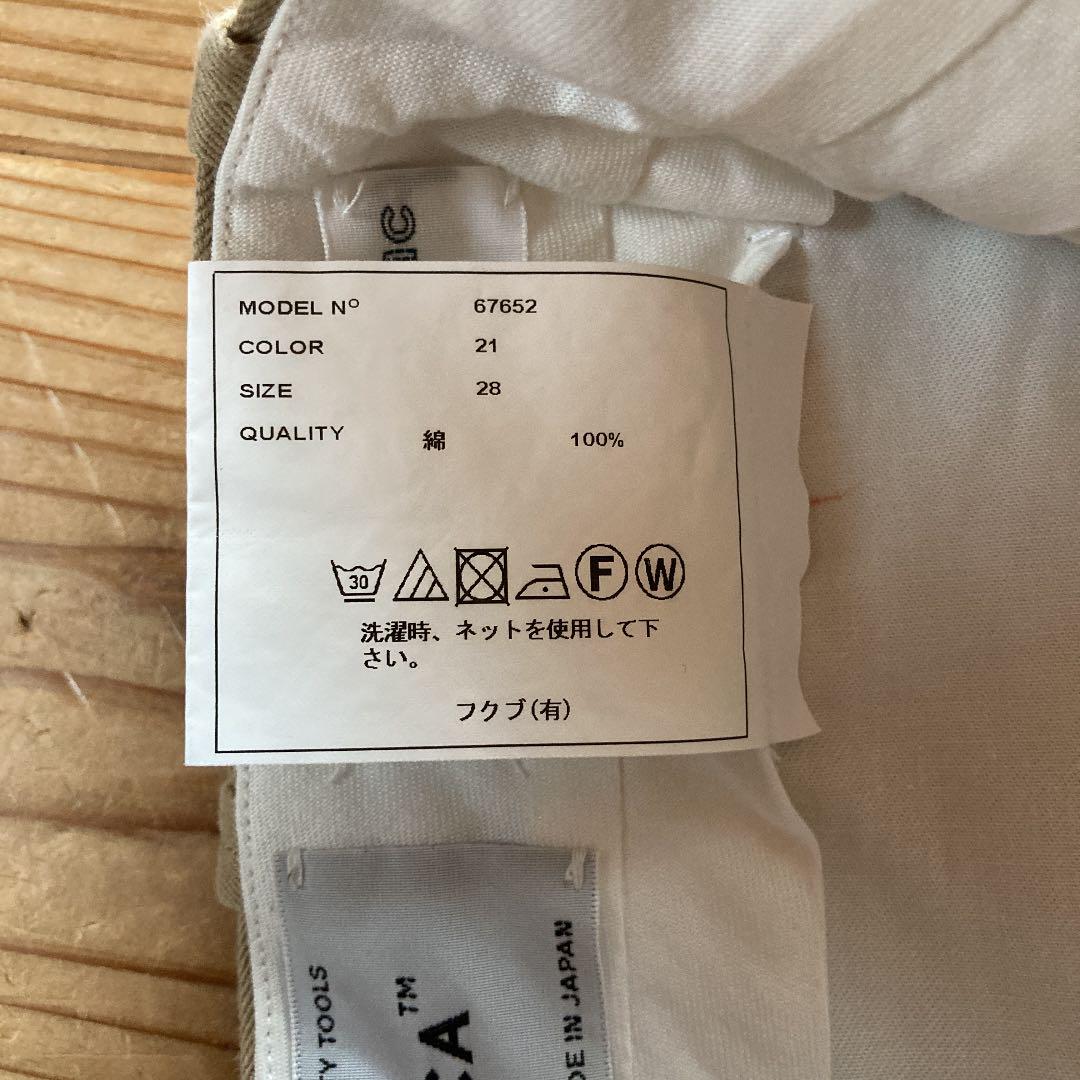 MODEL Nº 67652
COLOR 21
SIZE 28
QUALITY 綿 100%
30 F W
洗濯時、ネットを使用して下
さい。
フクブ(有)
TOOLS
TM
IN JAPAN